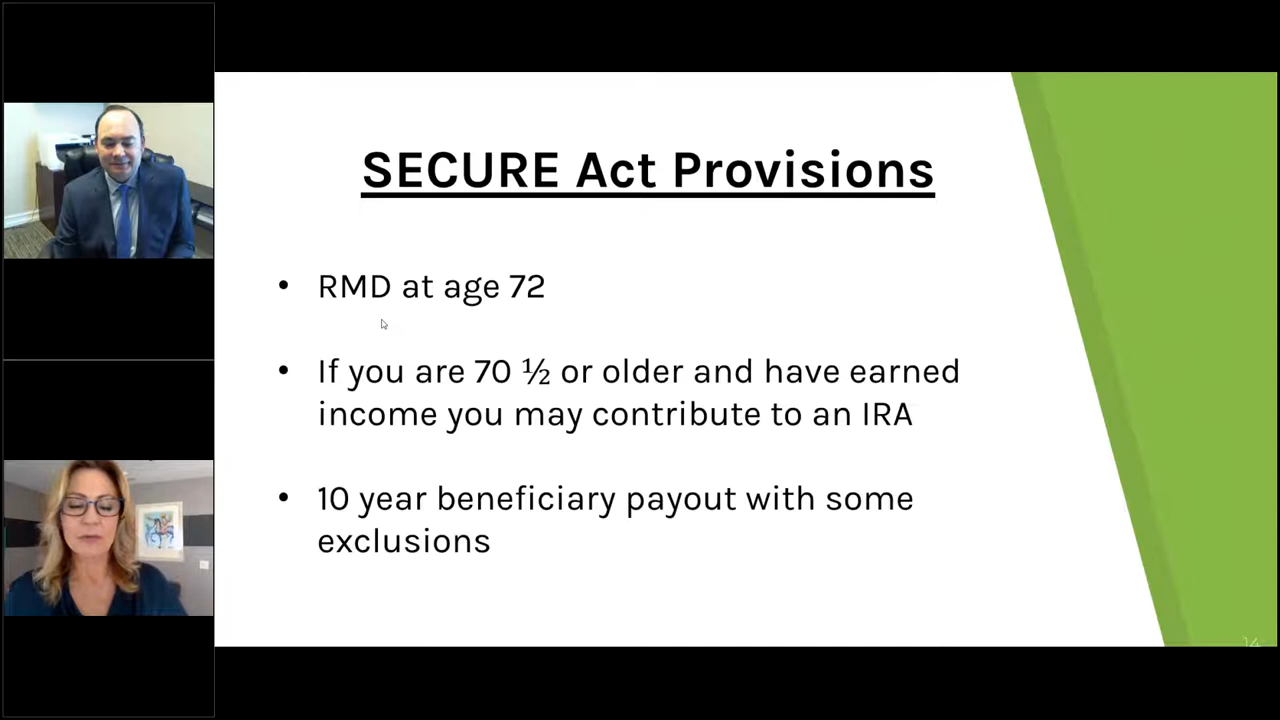 SECURE Act Provisions
• RMD at age 72
• If you are 70 ½ or older and have earned
income you may contribute to an IRA
• 10 year beneficiary payout with some
exclusions
14